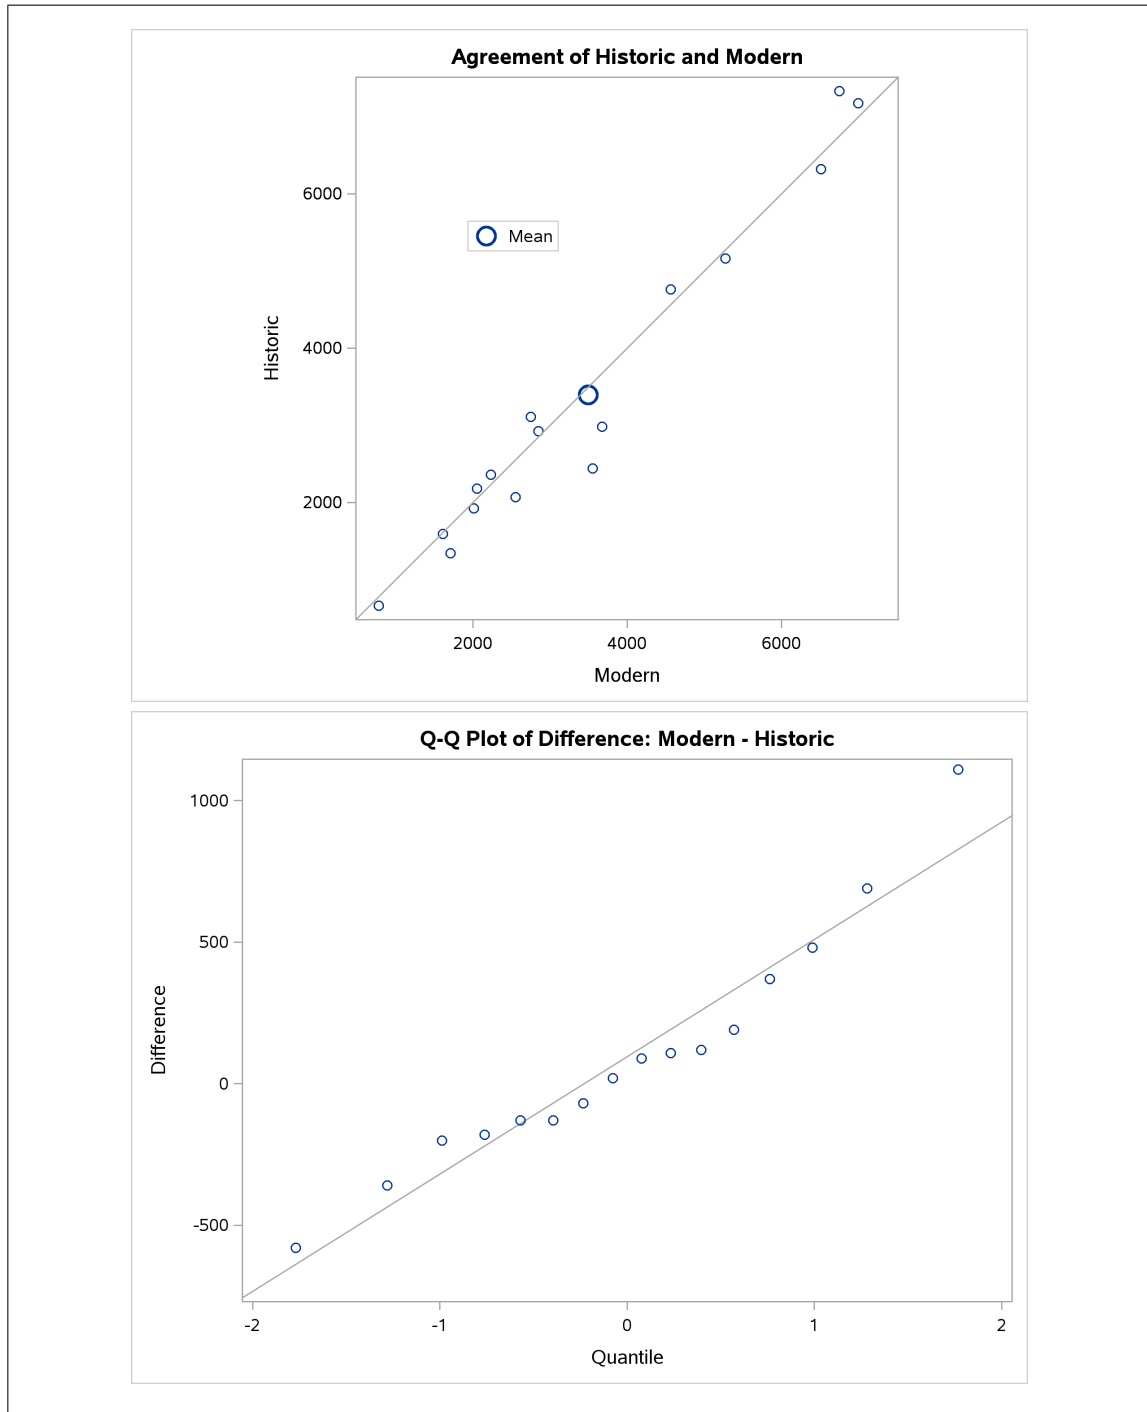 Agreement of Historic and Modern
6000
Mean
4000
Historic
2000
2000 4000 6000
Modern
Q-Q Plot of Difference: Modern - Historic
1000
500
Difference
0
-500
-2 -1 0 1 2
Quantile